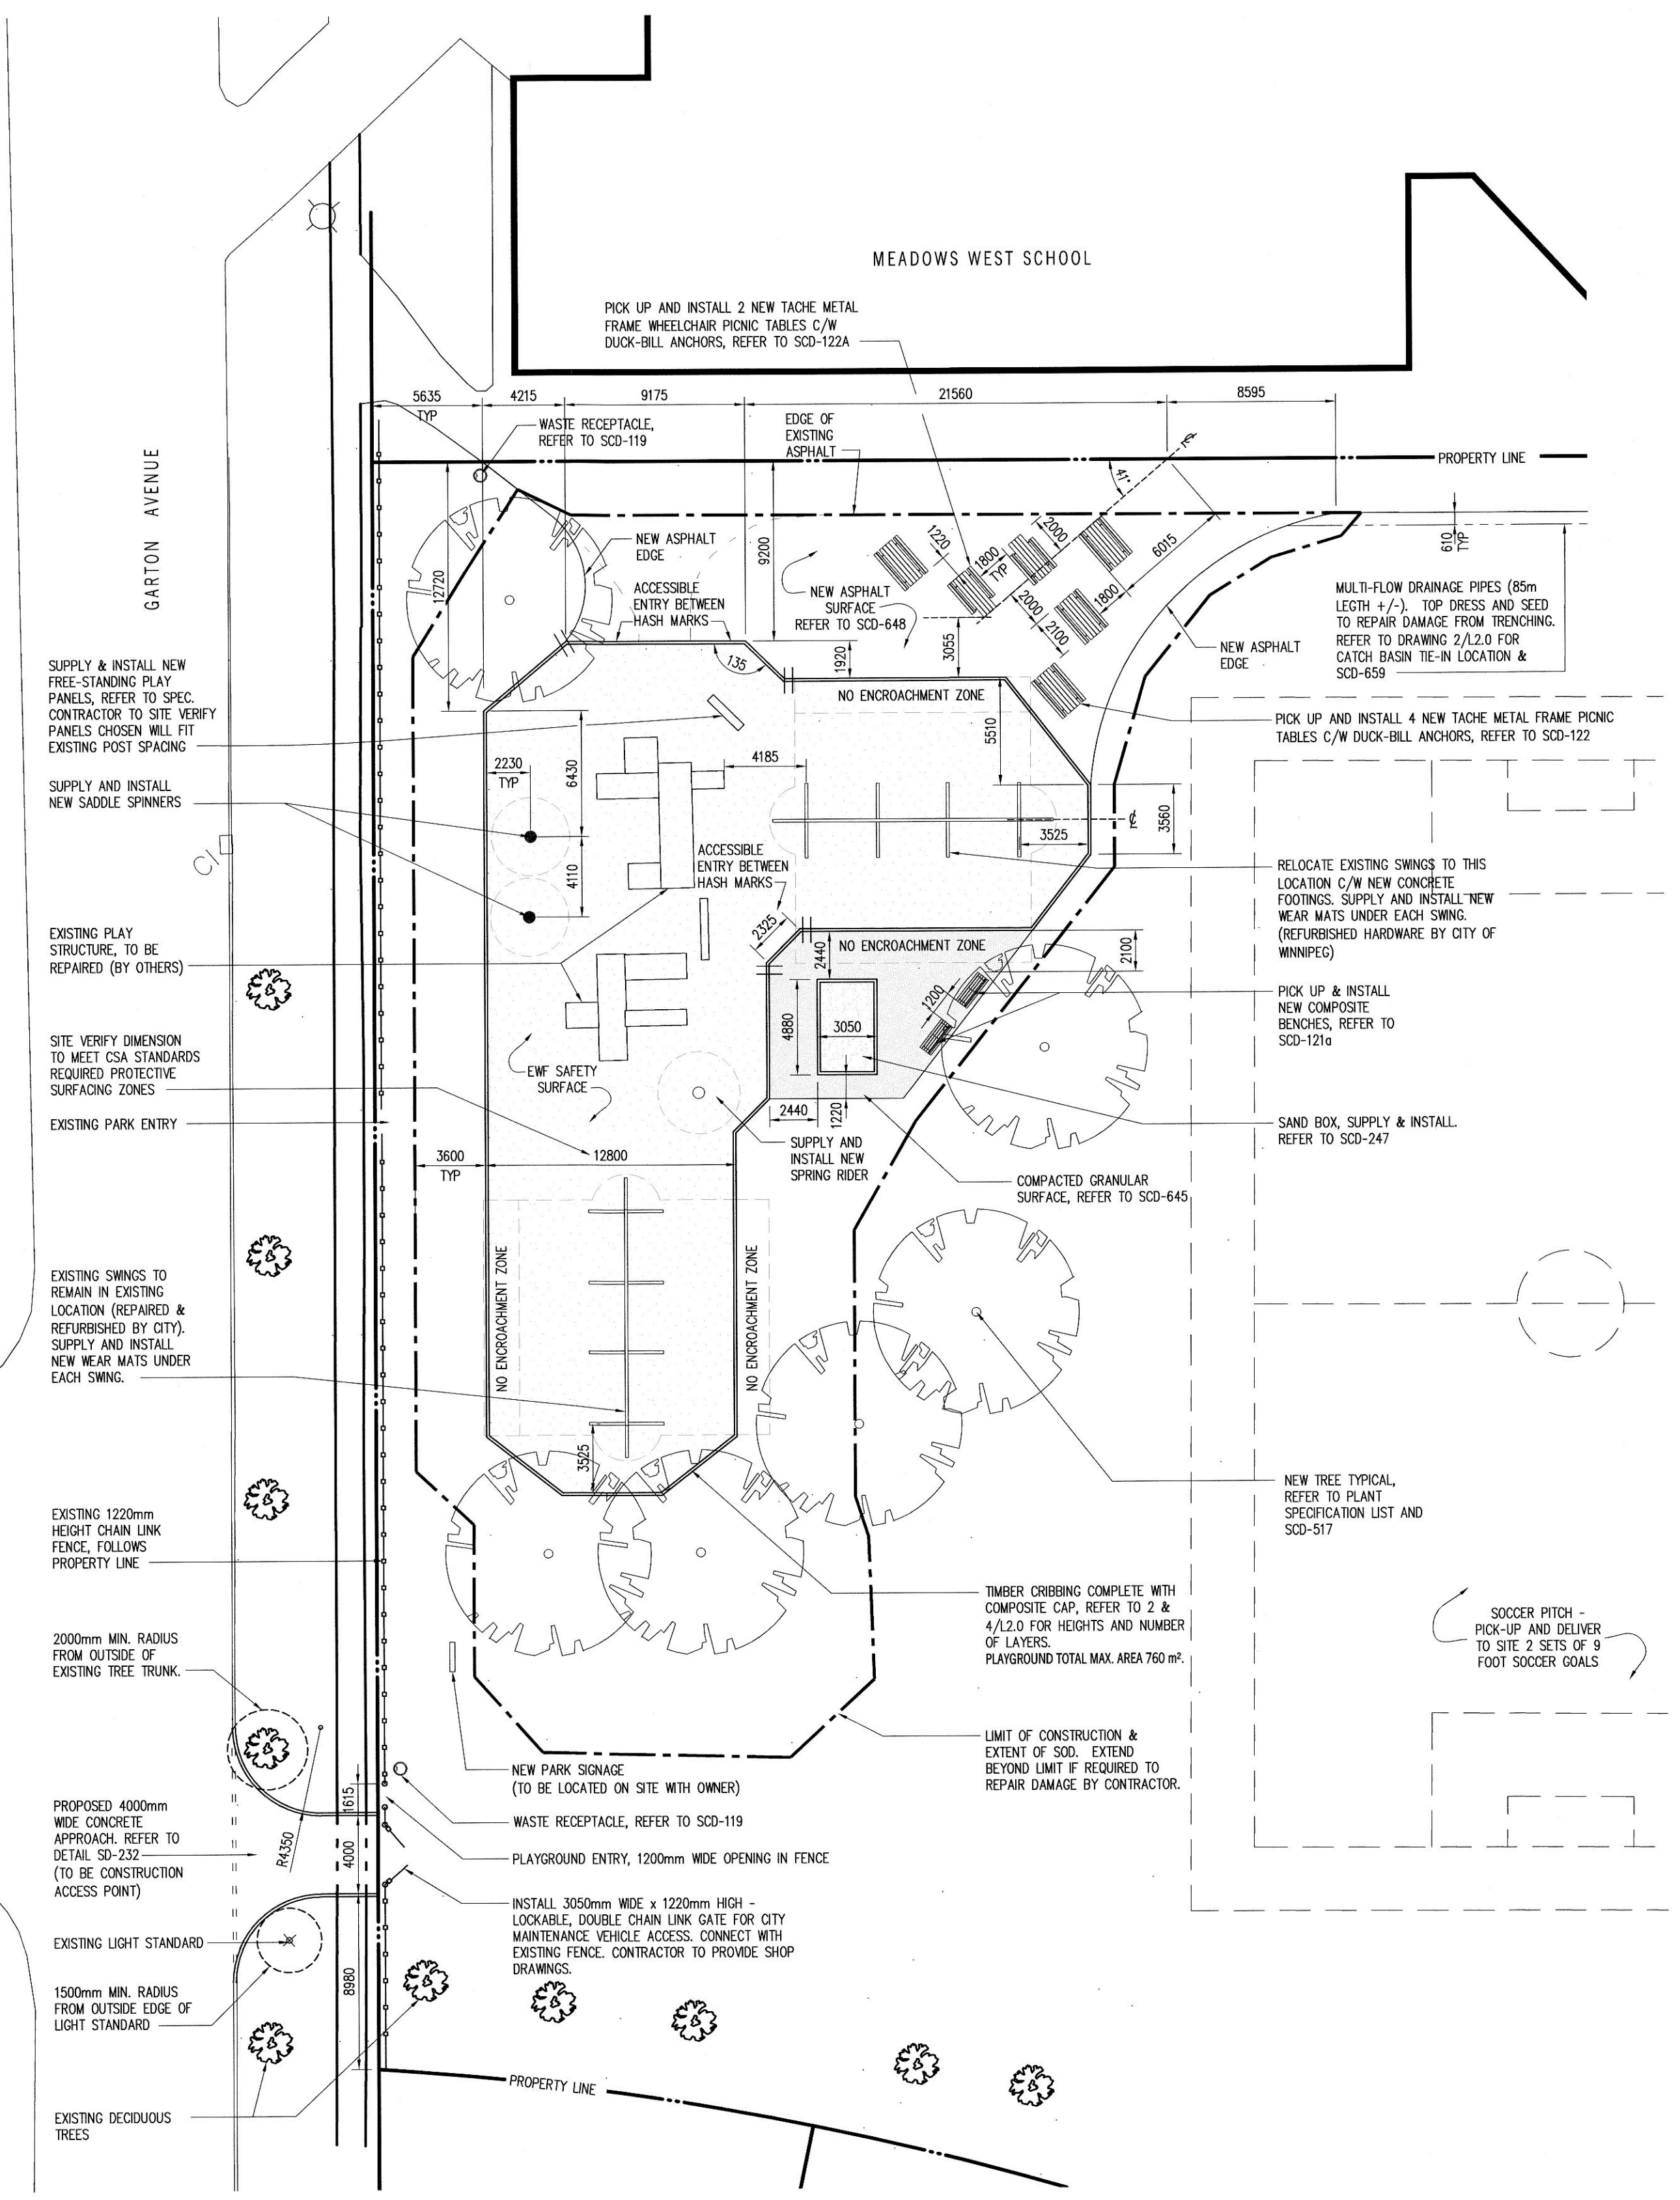 MEADOWS WEST SCHOOL
PICK UP AND INSTALL 2 NEW TACHE METAL
FRAME WHEELCHAIR PICNIC TABLES C/W
DUCK-BILL ANCHORS, REFER TO SCD-122A
5635
TYP
4215
9175
21560
8595
WASTE RECEPTACLE,
REFER TO SCD-119
EDGE OF
EXISTING
ASPHALT
PROPERTY LINE
GARTON AVENUE
41°
12720
9200
NEW ASPHALT
EDGE
ACCESSIBLE
ENTRY BETWEEN
HASH MARKS
NEW ASPHALT
SURFACE
REFER TO SCD-648
1220
1800
TYP
2000
6015
2000
2100
1800
610
TYP
MULTI-FLOW DRAINAGE PIPES (85m
LEGTH +/-). TOP DRESS AND SEED
TO REPAIR DAMAGE FROM TRENCHING.
REFER TO DRAWING 2/L2.0 FOR
CATCH BASIN TIE-IN LOCATION &
SCD-659
NEW ASPHALT
EDGE
135
1920
3055
NO ENCROACHMENT ZONE
SUPPLY & INSTALL NEW
FREE-STANDING PLAY
PANELS, REFER TO SPEC.
CONTRACTOR TO SITE VERIFY
PANELS CHOSEN WILL FIT
EXISTING POST SPACING
PICK UP AND INSTALL 4 NEW TACHE METAL FRAME PICNIC
TABLES C/W DUCK-BILL ANCHORS, REFER TO SCD-122
5510
6430
2230
TYP
4185
SUPPLY AND INSTALL
NEW SADDLE SPINNERS
3560
3525
CI
4110
ACCESSIBLE
ENTRY BETWEEN
HASH MARKS
RELOCATE EXISTING SWINGS TO THIS
LOCATION C/W NEW CONCRETE
FOOTINGS. SUPPLY AND INSTALL NEW
WEAR MATS UNDER EACH SWING.
(REFURBISHED HARDWARE BY CITY OF
WINNIPEG)
EXISTING PLAY
STRUCTURE, TO BE
REPAIRED (BY OTHERS)
2325
2440
NO ENCROACHMENT ZONE
2100
1200
4880
3050
PICK UP & INSTALL
NEW COMPOSITE
BENCHES, REFER TO
SCD-121a
SITE VERIFY DIMENSION
TO MEET CSA STANDARDS
REQUIRED PROTECTIVE
SURFACING ZONES
EWF SAFETY
SURFACE
EXISTING PARK ENTRY
2440
1220
SAND BOX, SUPPLY & INSTALL.
REFER TO SCD-247
SUPPLY AND
INSTALL NEW
SPRING RIDER
3600
TYP
12800
COMPACTED GRANULAR
SURFACE, REFER TO SCD-645
NO ENCROACHMENT ZONE
NO ENCROACHMENT ZONE
EXISTING SWINGS TO
REMAIN IN EXISTING
LOCATION (REPAIRED &
REFURBISHED BY CITY).
SUPPLY AND INSTALL
NEW WEAR MATS UNDER
EACH SWING.
3525
NEW TREE TYPICAL,
REFER TO PLANT
SPECIFICATION LIST AND
SCD-517
EXISTING 1220mm
HEIGHT CHAIN LINK
FENCE, FOLLOWS
PROPERTY LINE
TIMBER CRIBBING COMPLETE WITH
COMPOSITE CAP, REFER TO 2 &
4/L2.0 FOR HEIGHTS AND NUMBER
OF LAYERS.
PLAYGROUND TOTAL MAX. AREA 760 m².
SOCCER PITCH -
PICK-UP AND DELIVER
TO SITE 2 SETS OF 9
FOOT SOCCER GOALS
2000mm MIN. RADIUS
FROM OUTSIDE OF
EXISTING TREE TRUNK.
LIMIT OF CONSTRUCTION &
EXTENT OF SOD. EXTEND
BEYOND LIMIT IF REQUIRED TO
REPAIR DAMAGE BY CONTRACTOR.
NEW PARK SIGNAGE
(TO BE LOCATED ON SITE WITH OWNER)
1615
WASTE RECEPTACLE, REFER TO SCD-119
PROPOSED 4000mm
WIDE CONCRETE
APPROACH. REFER TO
DETAIL SD-232
(TO BE CONSTRUCTION
ACCESS POINT)
R4350
4000
PLAYGROUND ENTRY, 1200mm WIDE OPENING IN FENCE
INSTALL 3050mm WIDE x 1220mm HIGH -
LOCKABLE, DOUBLE CHAIN LINK GATE FOR CITY
MAINTENANCE VEHICLE ACCESS. CONNECT WITH
EXISTING FENCE. CONTRACTOR TO PROVIDE SHOP
DRAWINGS.
EXISTING LIGHT STANDARD
8980
1500mm MIN. RADIUS
FROM OUTSIDE EDGE OF
LIGHT STANDARD
PROPERTY LINE
EXISTING DECIDUOUS
TREES